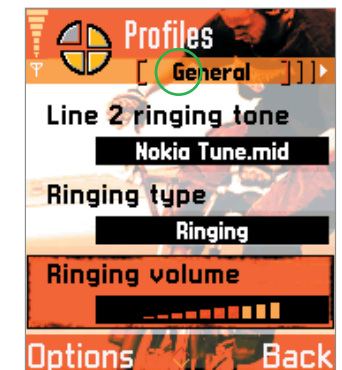 Profiles
General
Line 2 ringing tone
Nokia Tune.mid
Ringing type
Ringing
Ringing volume
Options Back